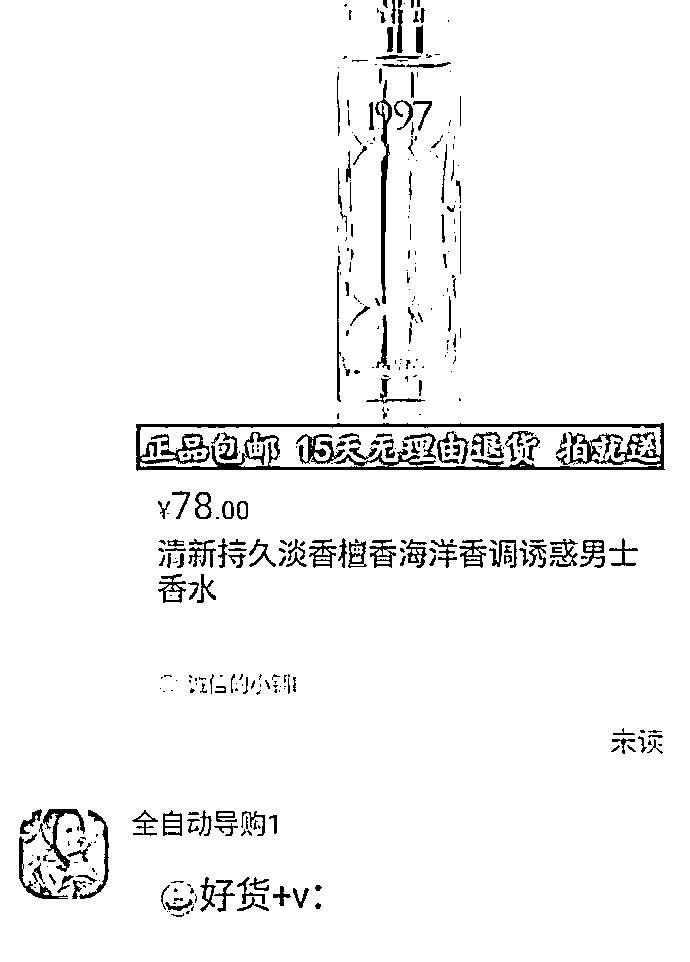 1997
正品包邮 15天无理由退货 拍就送
¥78.00
清新持久淡香檀香海洋香调诱惑男士
香水
诚信的小铺
未读
全自动导购1
好货+v：